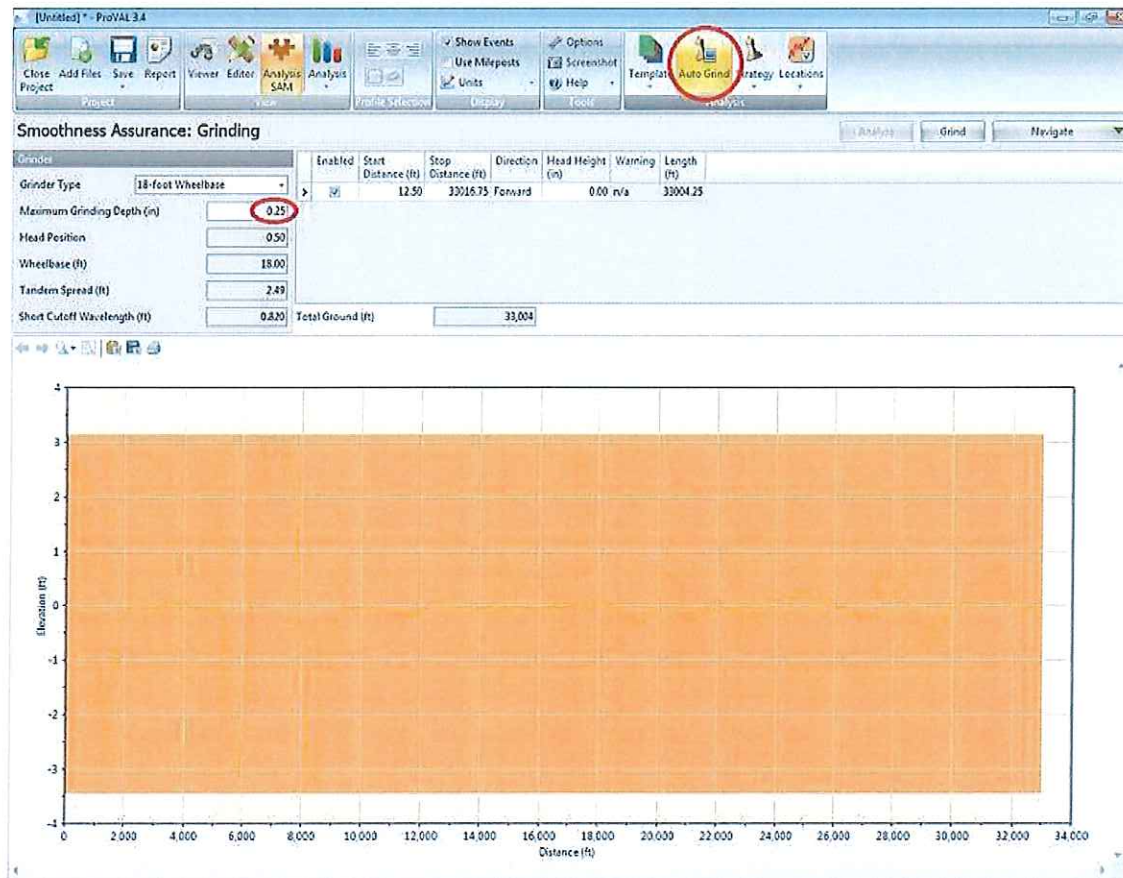 [Untitled] * - ProVAL 3.4
Close Project
Add Files
Save
Report
Viewer
Editor
Analysis SAM
Analysis
Show Events
Use Mileposts
Units
Options
Screenshot
Help
Template
Auto Grind
Strategy
Locations
Project
View
Profile Selection
Display
Tools
Analysis
Smoothness Assurance: Grinding
Analyze
Grind
Navigate
Grinder
Grinder Type 18-foot Wheelbase
Maximum Grinding Depth (in) 0.25
Head Position 0.50
Wheelbase (ft) 18.00
Tandem Spread (ft) 2.49
Short Cutoff Wavelength (ft) 0.820
Enabled Start Distance (ft) Stop Distance (ft) Direction Head Height (in) Warning Length (ft)
12.50 33016.75 Forward 0.00 n/a 33004.25
Total Ground (ft) 33,004
4
3
2
1
0
-1
-2
-3
-4
Elevation (ft)
0 2,000 4,000 6,000 8,000 10,000 12,000 14,000 16,000 18,000 20,000 22,000 24,000 26,000 28,000 30,000 32,000 34,000
Distance (ft)